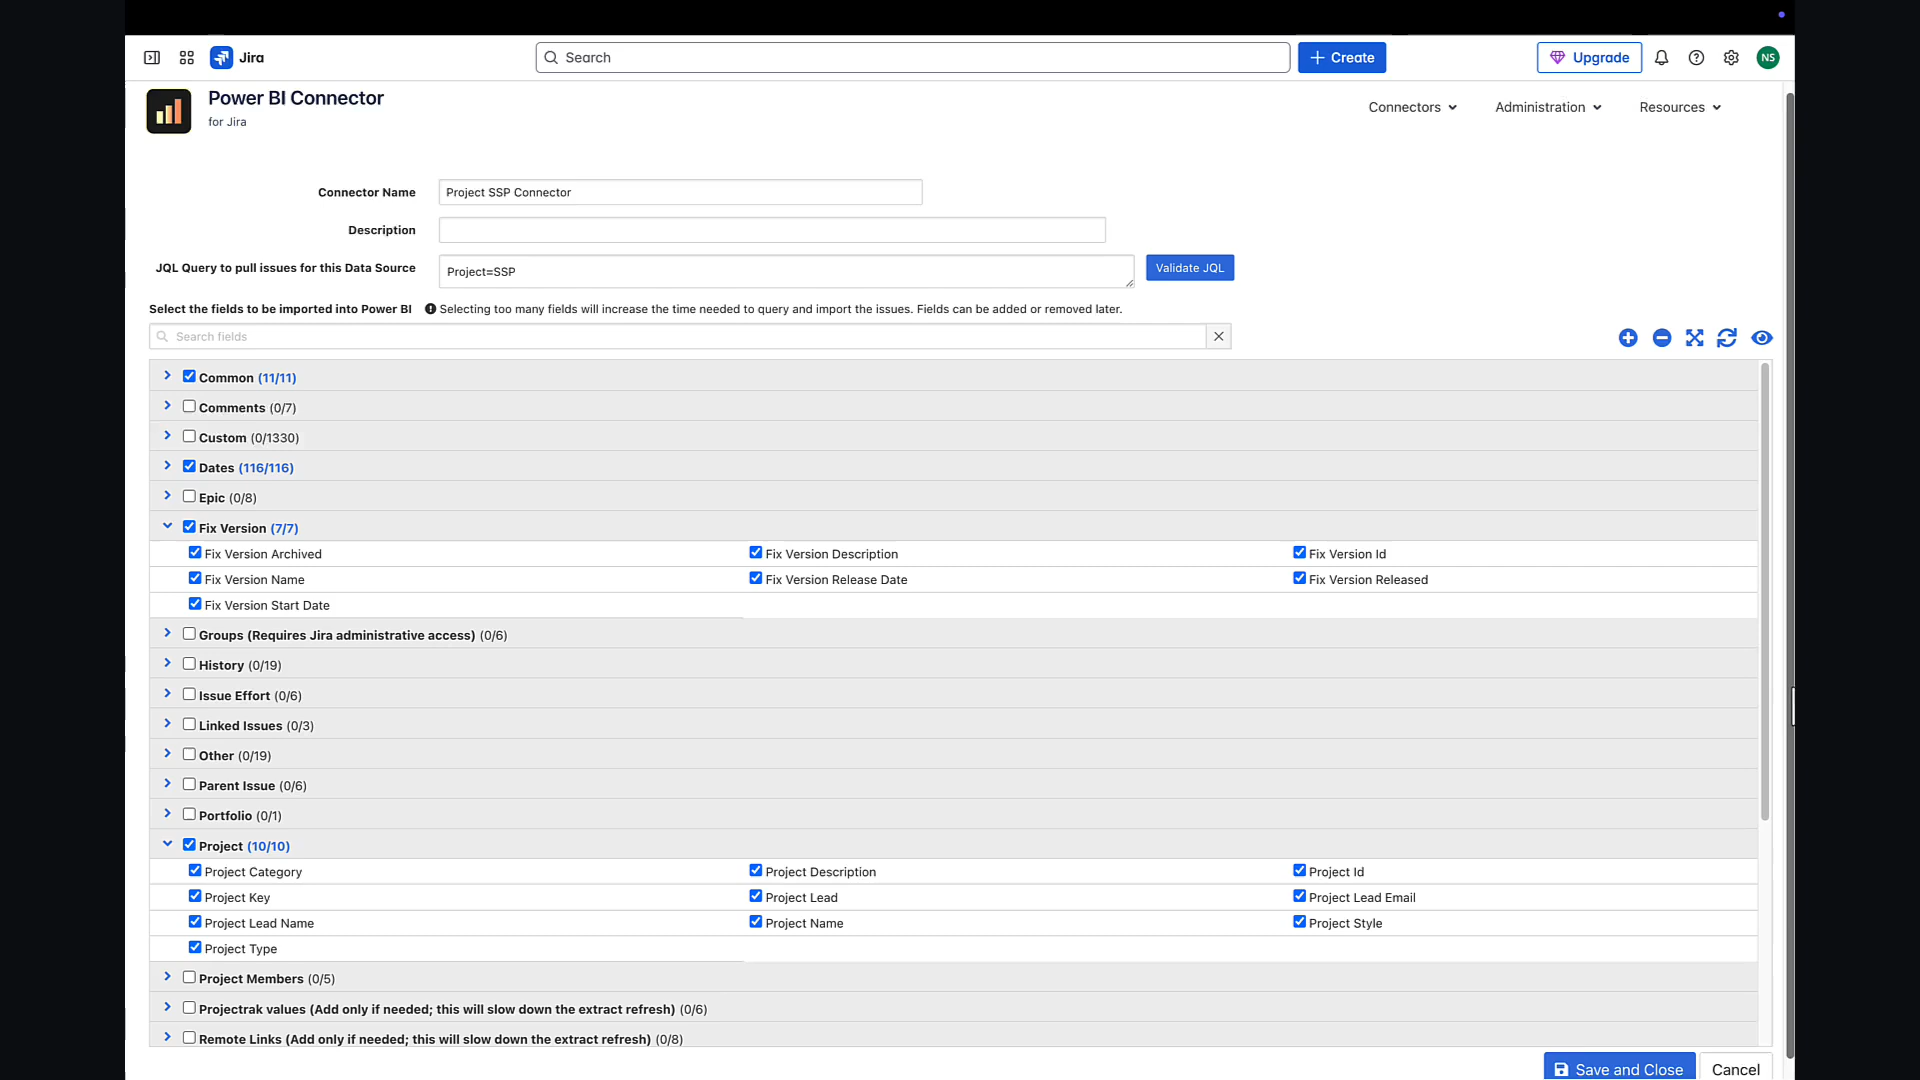 Jira
Search
Create
Upgrade
NS
Power BI Connector
for Jira
Connectors
Administration
Resources
Connector Name
Project SSP Connector
Description
JQL Query to pull issues for this Data Source
Project=SSP
Validate JQL
Select the fields to be imported into Power BI
Selecting too many fields will increase the time needed to query and import the issues. Fields can be added or removed later.
Search fields
Common (11/11)
Comments (0/7)
Custom (0/1330)
Dates (116/116)
Epic (0/8)
Fix Version (7/7)
Fix Version Archived
Fix Version Description
Fix Version Id
Fix Version Name
Fix Version Release Date
Fix Version Released
Fix Version Start Date
Groups (Requires Jira administrative access) (0/6)
History (0/19)
Issue Effort (0/6)
Linked Issues (0/3)
Other (0/19)
Parent Issue (0/6)
Portfolio (0/1)
Project (10/10)
Project Category
Project Description
Project Id
Project Key
Project Lead
Project Lead Email
Project Lead Name
Project Name
Project Style
Project Type
Project Members (0/5)
Projectrak values (Add only if needed; this will slow down the extract refresh) (0/6)
Remote Links (Add only if needed; this will slow down the extract refresh) (0/8)
Save and Close
Cancel